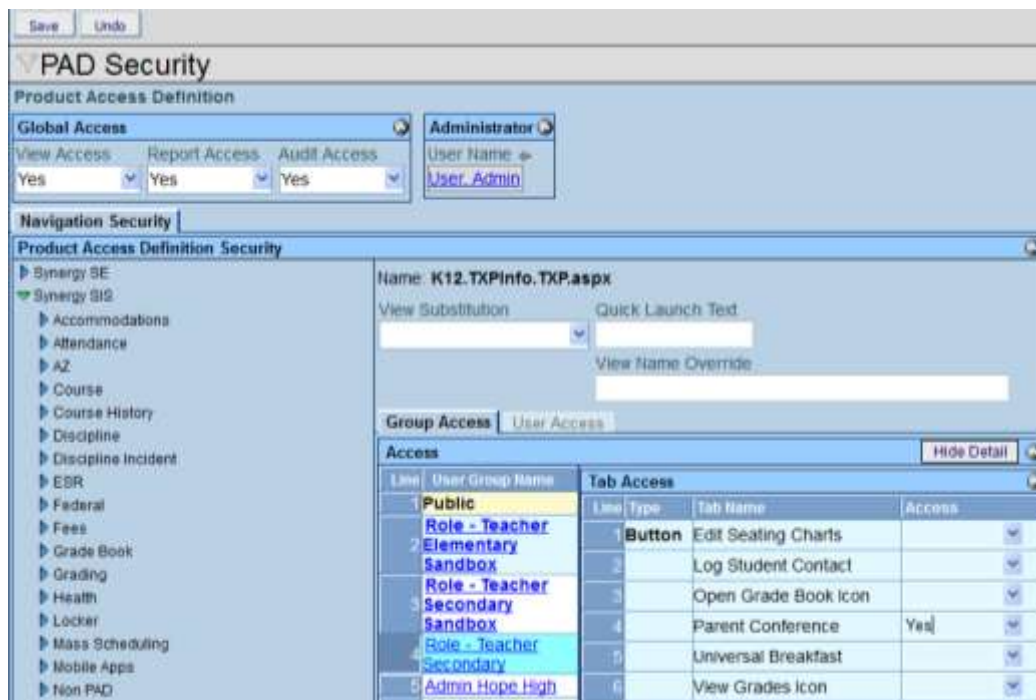 Save Undo
PAD Security
Product Access Definition
Global Access
View Access Report Access Audit Access
Yes Yes Yes
Administrator
User Name
User, Admin
Navigation Security
Product Access Definition Security
Synergy SE
Synergy SIS
Accommodations
Attendance
AZ
Course
Course History
Discipline
Discipline Incident
ESR
Federal
Fees
Grade Book
Grading
Health
Locker
Mass Scheduling
Mobile Apps
Non PAD
Name: K12.TXPInfo.TXP.aspx
View Substitution Quick Launch Text
View Name Override
Group Access User Access
Access Hide Detail
Line User Group Name
1 Public
2 Role - Teacher
Elementary
Sandbox
3 Role - Teacher
Secondary
Sandbox
4 Role - Teacher
Secondary
5 Admin Hope High
Tab Access
Line Type Tab Name Access
1 Button Edit Seating Charts
2 Log Student Contact
3 Open Grade Book Icon
4 Parent Conference Yes
5 Universal Breakfast
6 View Grades Icon